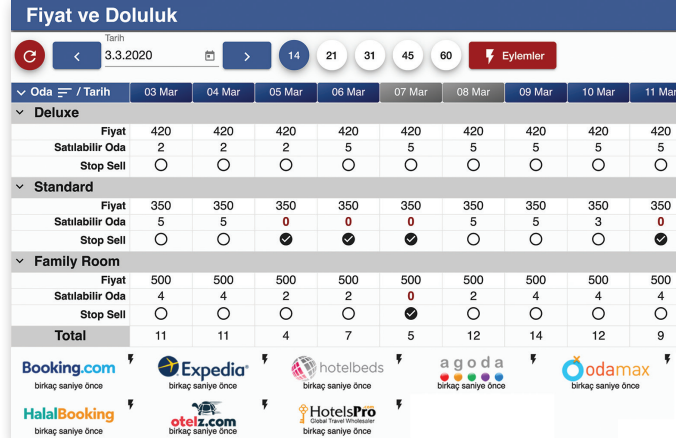 Fiyat ve Doluluk
Tarih
3.3.2020 14 21 31 45 60 Eylemler
Oda / Tarih 03 Mar 04 Mar 05 Mar 06 Mar 07 Mar 08 Mar 09 Mar 10 Mar 11 Mar
Deluxe
Fiyat 420 420 420 420 420 420 420 420 420
Satılabilir Oda 2 2 2 5 5 5 5 5 5
Stop Sell
Standard
Fiyat 350 350 350 350 350 350 350 350 350
Satılabilir Oda 5 5 0 0 0 5 5 3 0
Stop Sell
Family Room
Fiyat 500 500 500 500 500 500 500 500 500
Satılabilir Oda 4 4 2 2 0 2 4 4 4
Stop Sell
Total 11 11 4 7 5 12 14 12 9
Booking.com Expedia hotelbeds agoda odamax
birkaç saniye önce birkaç saniye önce birkaç saniye önce birkaç saniye önce birkaç saniye önce
HalalBooking otelz.com HotelsPro
Global Travel Wholesaler
birkaç saniye önce birkaç saniye önce birkaç saniye önce